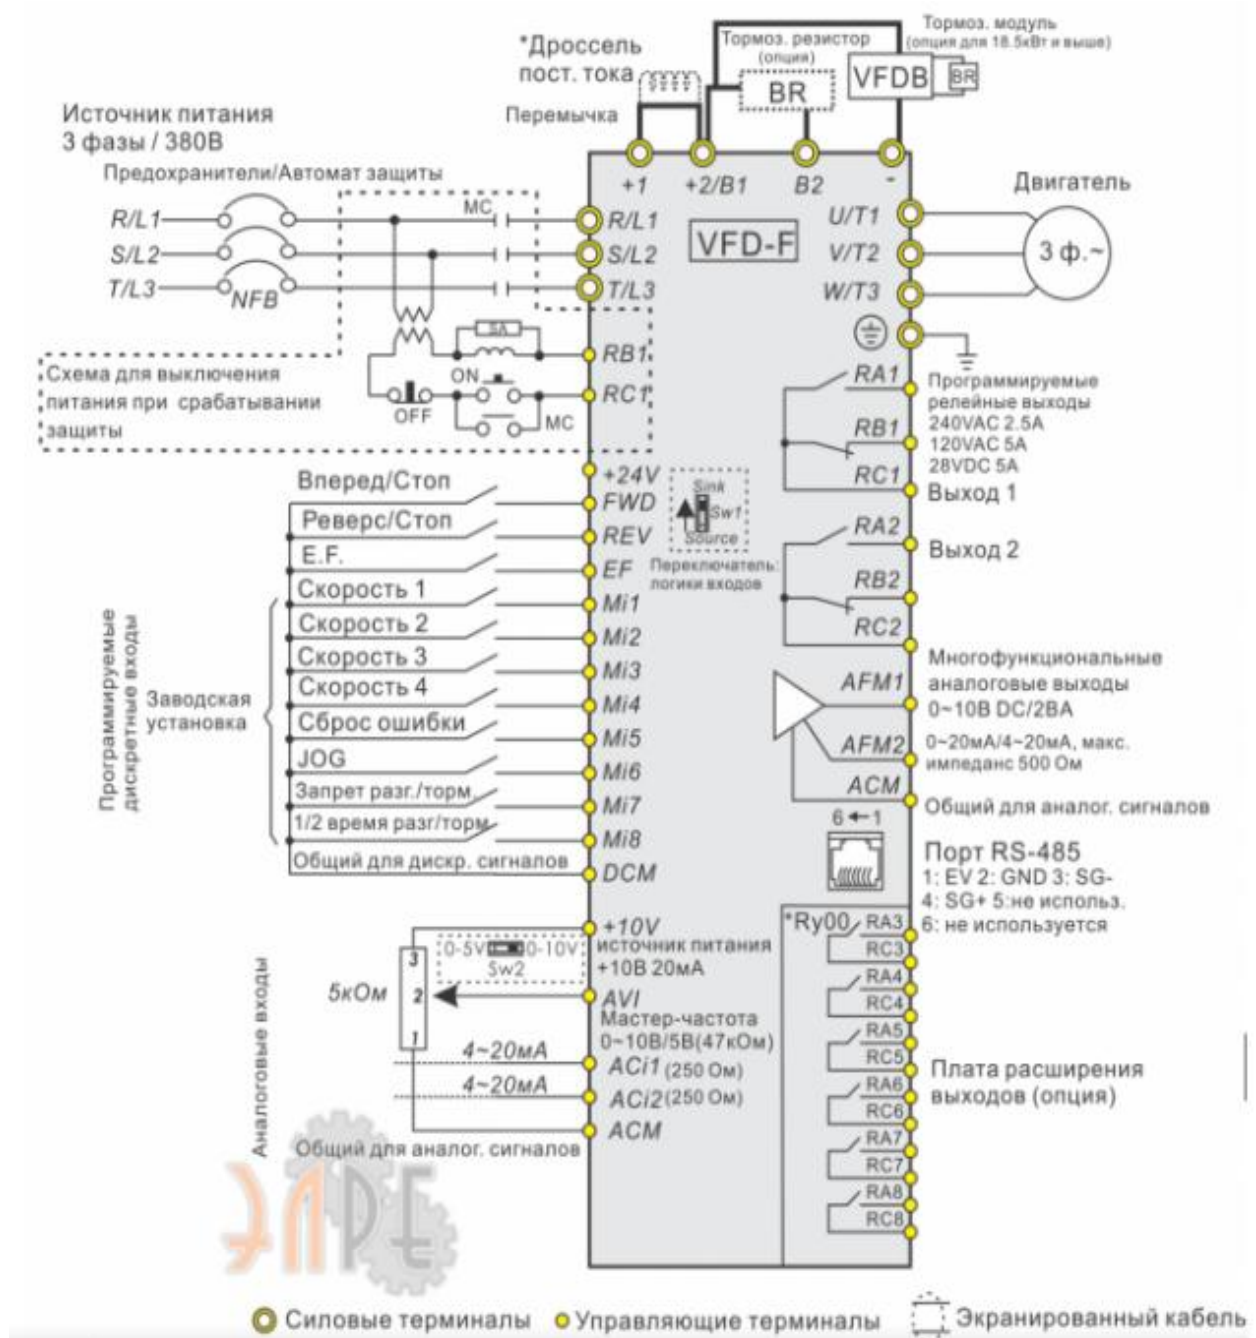 *Дроссель
пост. тока
Перемычка
Тормоз. резистор
(опция)
BR
Тормоз. модуль
(опция для 18.5кВт и выше)
VFDB
BR
Источник питания
3 фазы / 380В
Предохранители/Автомат защиты
R/L1
S/L2
T/L3
NFB
MC
+1
+2/B1
B2
-
R/L1
S/L2
T/L3
VFD-F
U/T1
V/T2
W/T3
Двигатель
3 ф.~
SA
ON
OFF
MC
RB1
RC1
Схема для выключения
питания при срабатывании
защиты
RA1
RB1
RC1
Программируемые
релейные выходы
240VAC 2.5A
120VAC 5A
28VDC 5A
Выход 1
RA2
RB2
RC2
Выход 2
+24V
FWD
REV
EF
Mi1
Mi2
Mi3
Mi4
Mi5
Mi6
Mi7
Mi8
DCM
Sink
Sw1
Source
Переключатель:
логики входов
Вперед/Стоп
Реверс/Стоп
E.F.
Скорость 1
Скорость 2
Скорость 3
Скорость 4
Сброс ошибки
JOG
Запрет разг./торм.
1/2 время разг/торм.
Общий для дискр. сигналов
Программируемые
дискретные входы
Заводская
установка
AFM1
AFM2
ACM
Многофункциональные
аналоговые выходы
0~10В DC/2ВА
0~20мА/4~20мА, макс.
импеданс 500 Ом
Общий для аналог. сигналов
6 1
Порт RS-485
1: EV 2: GND 3: SG-
4: SG+ 5:не использ.
6: не используется
+10V
источник питания
+10В 20мА
0-5V 0-10V
Sw2
3
2
1
5кОм
AVI
Мастер-частота
0~10В/5В(47кОм)
4~20мА
ACi1 (250 Ом)
4~20мА
ACi2 (250 Ом)
ACM
Общий для аналог. сигналов
Аналоговые входы
*Ry00
RA3
RC3
RA4
RC4
RA5
RC5
RA6
RC6
RA7
RC7
RA8
RC8
Плата расширения
выходов (опция)
Силовые терминалы
Управляющие терминалы
Экранированный кабель